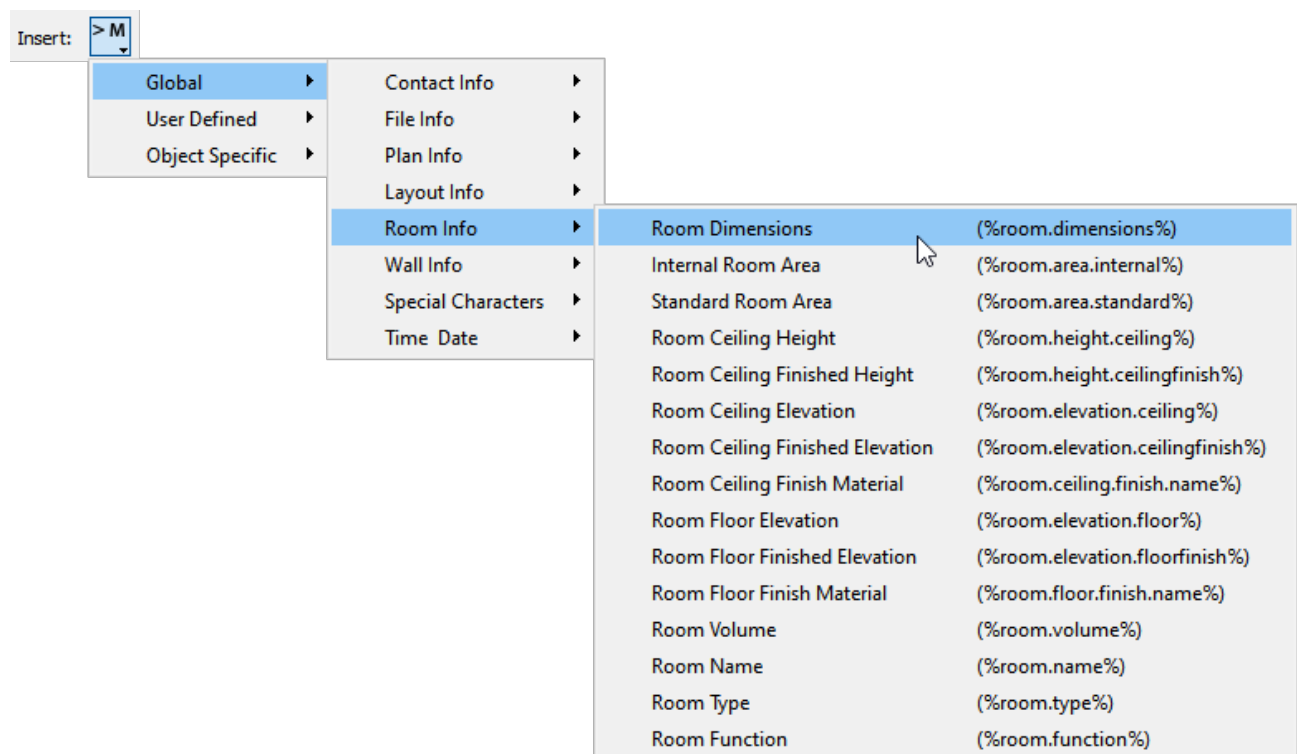 Insert: > M
Global
User Defined
Object Specific
Contact Info
File Info
Plan Info
Layout Info
Room Info
Wall Info
Special Characters
Time Date
Room Dimensions (%room.dimensions%)
Internal Room Area (%room.area.internal%)
Standard Room Area (%room.area.standard%)
Room Ceiling Height (%room.height.ceiling%)
Room Ceiling Finished Height (%room.height.ceilingfinish%)
Room Ceiling Elevation (%room.elevation.ceiling%)
Room Ceiling Finished Elevation (%room.elevation.ceilingfinish%)
Room Ceiling Finish Material (%room.ceiling.finish.name%)
Room Floor Elevation (%room.elevation.floor%)
Room Floor Finished Elevation (%room.elevation.floorfinish%)
Room Floor Finish Material (%room.floor.finish.name%)
Room Volume (%room.volume%)
Room Name (%room.name%)
Room Type (%room.type%)
Room Function (%room.function%)